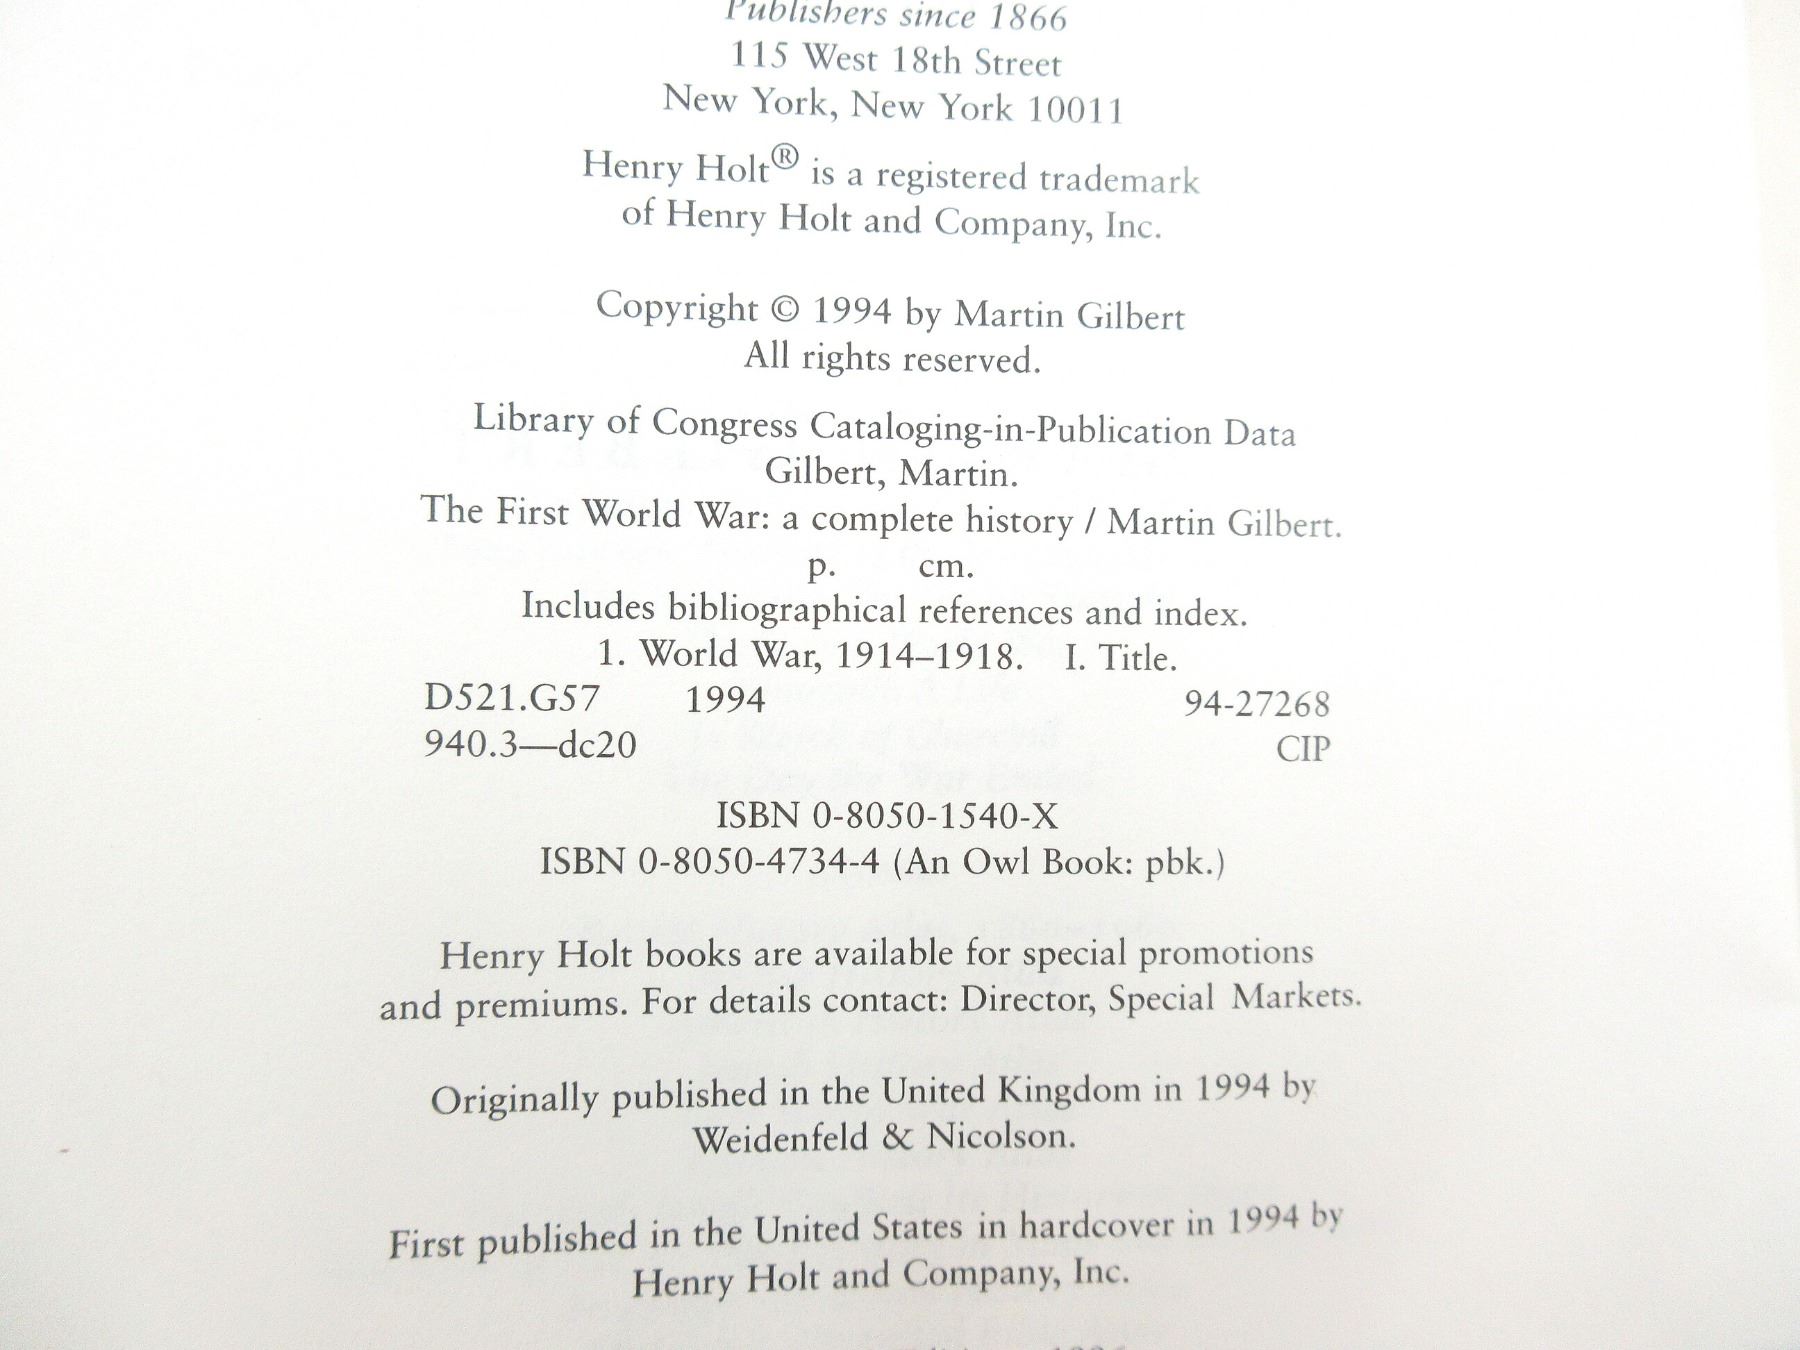 Publishers since 1866
115 West 18th Street
New York, New York 10011
Henry Holt® is a registered trademark
of Henry Holt and Company, Inc.
Copyright © 1994 by Martin Gilbert
All rights reserved.
Library of Congress Cataloging-in-Publication Data
Gilbert, Martin.
The First World War: a complete history / Martin Gilbert.
p. cm.
Includes bibliographical references and index.
1. World War, 1914–1918. I. Title.
D521.G57 1994 94-27268
940.3—dc20 CIP
ISBN 0-8050-1540-X
ISBN 0-8050-4734-4 (An Owl Book: pbk.)
Henry Holt books are available for special promotions
and premiums. For details contact: Director, Special Markets.
Originally published in the United Kingdom in 1994 by
Weidenfeld & Nicolson.
First published in the United States in hardcover in 1994 by
Henry Holt and Company, Inc.